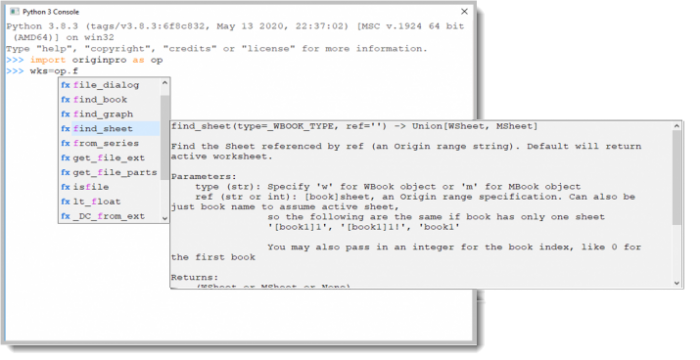 Python 3 Console
Python 3.8.3 (tags/v3.8.3:6f8c832, May 13 2020, 22:37:02) [MSC v.1924 64 bit
(AMD64)] on win32
Type "help", "copyright", "credits" or "license" for more information.
>>> import originpro as op
>>> wks=op.f
fx file_dialog
fx find_book
fx find_graph
fx find_sheet
fx from_series
fx get_file_ext
fx get_file_parts
fx isfile
fx lt_float
fx _DC_from_ext
find_sheet(type=_WBOOK_TYPE, ref='') -> Union[WSheet, MSheet]
Find the Sheet referenced by ref (an Origin range string). Default will return
active worksheet.
Parameters:
type (str): Specify 'w' for WBook object or 'm' for MBook object
ref (str or int): [book]sheet, an Origin range specification. Can also be
just book name to assume active sheet,
so the following are the same if book has only one sheet
'[book1]1', '[book1]1!', 'book1'
You may also pass in an integer for the book index, like 0 for
the first book
Returns:
(WSheet or MSheet or None)